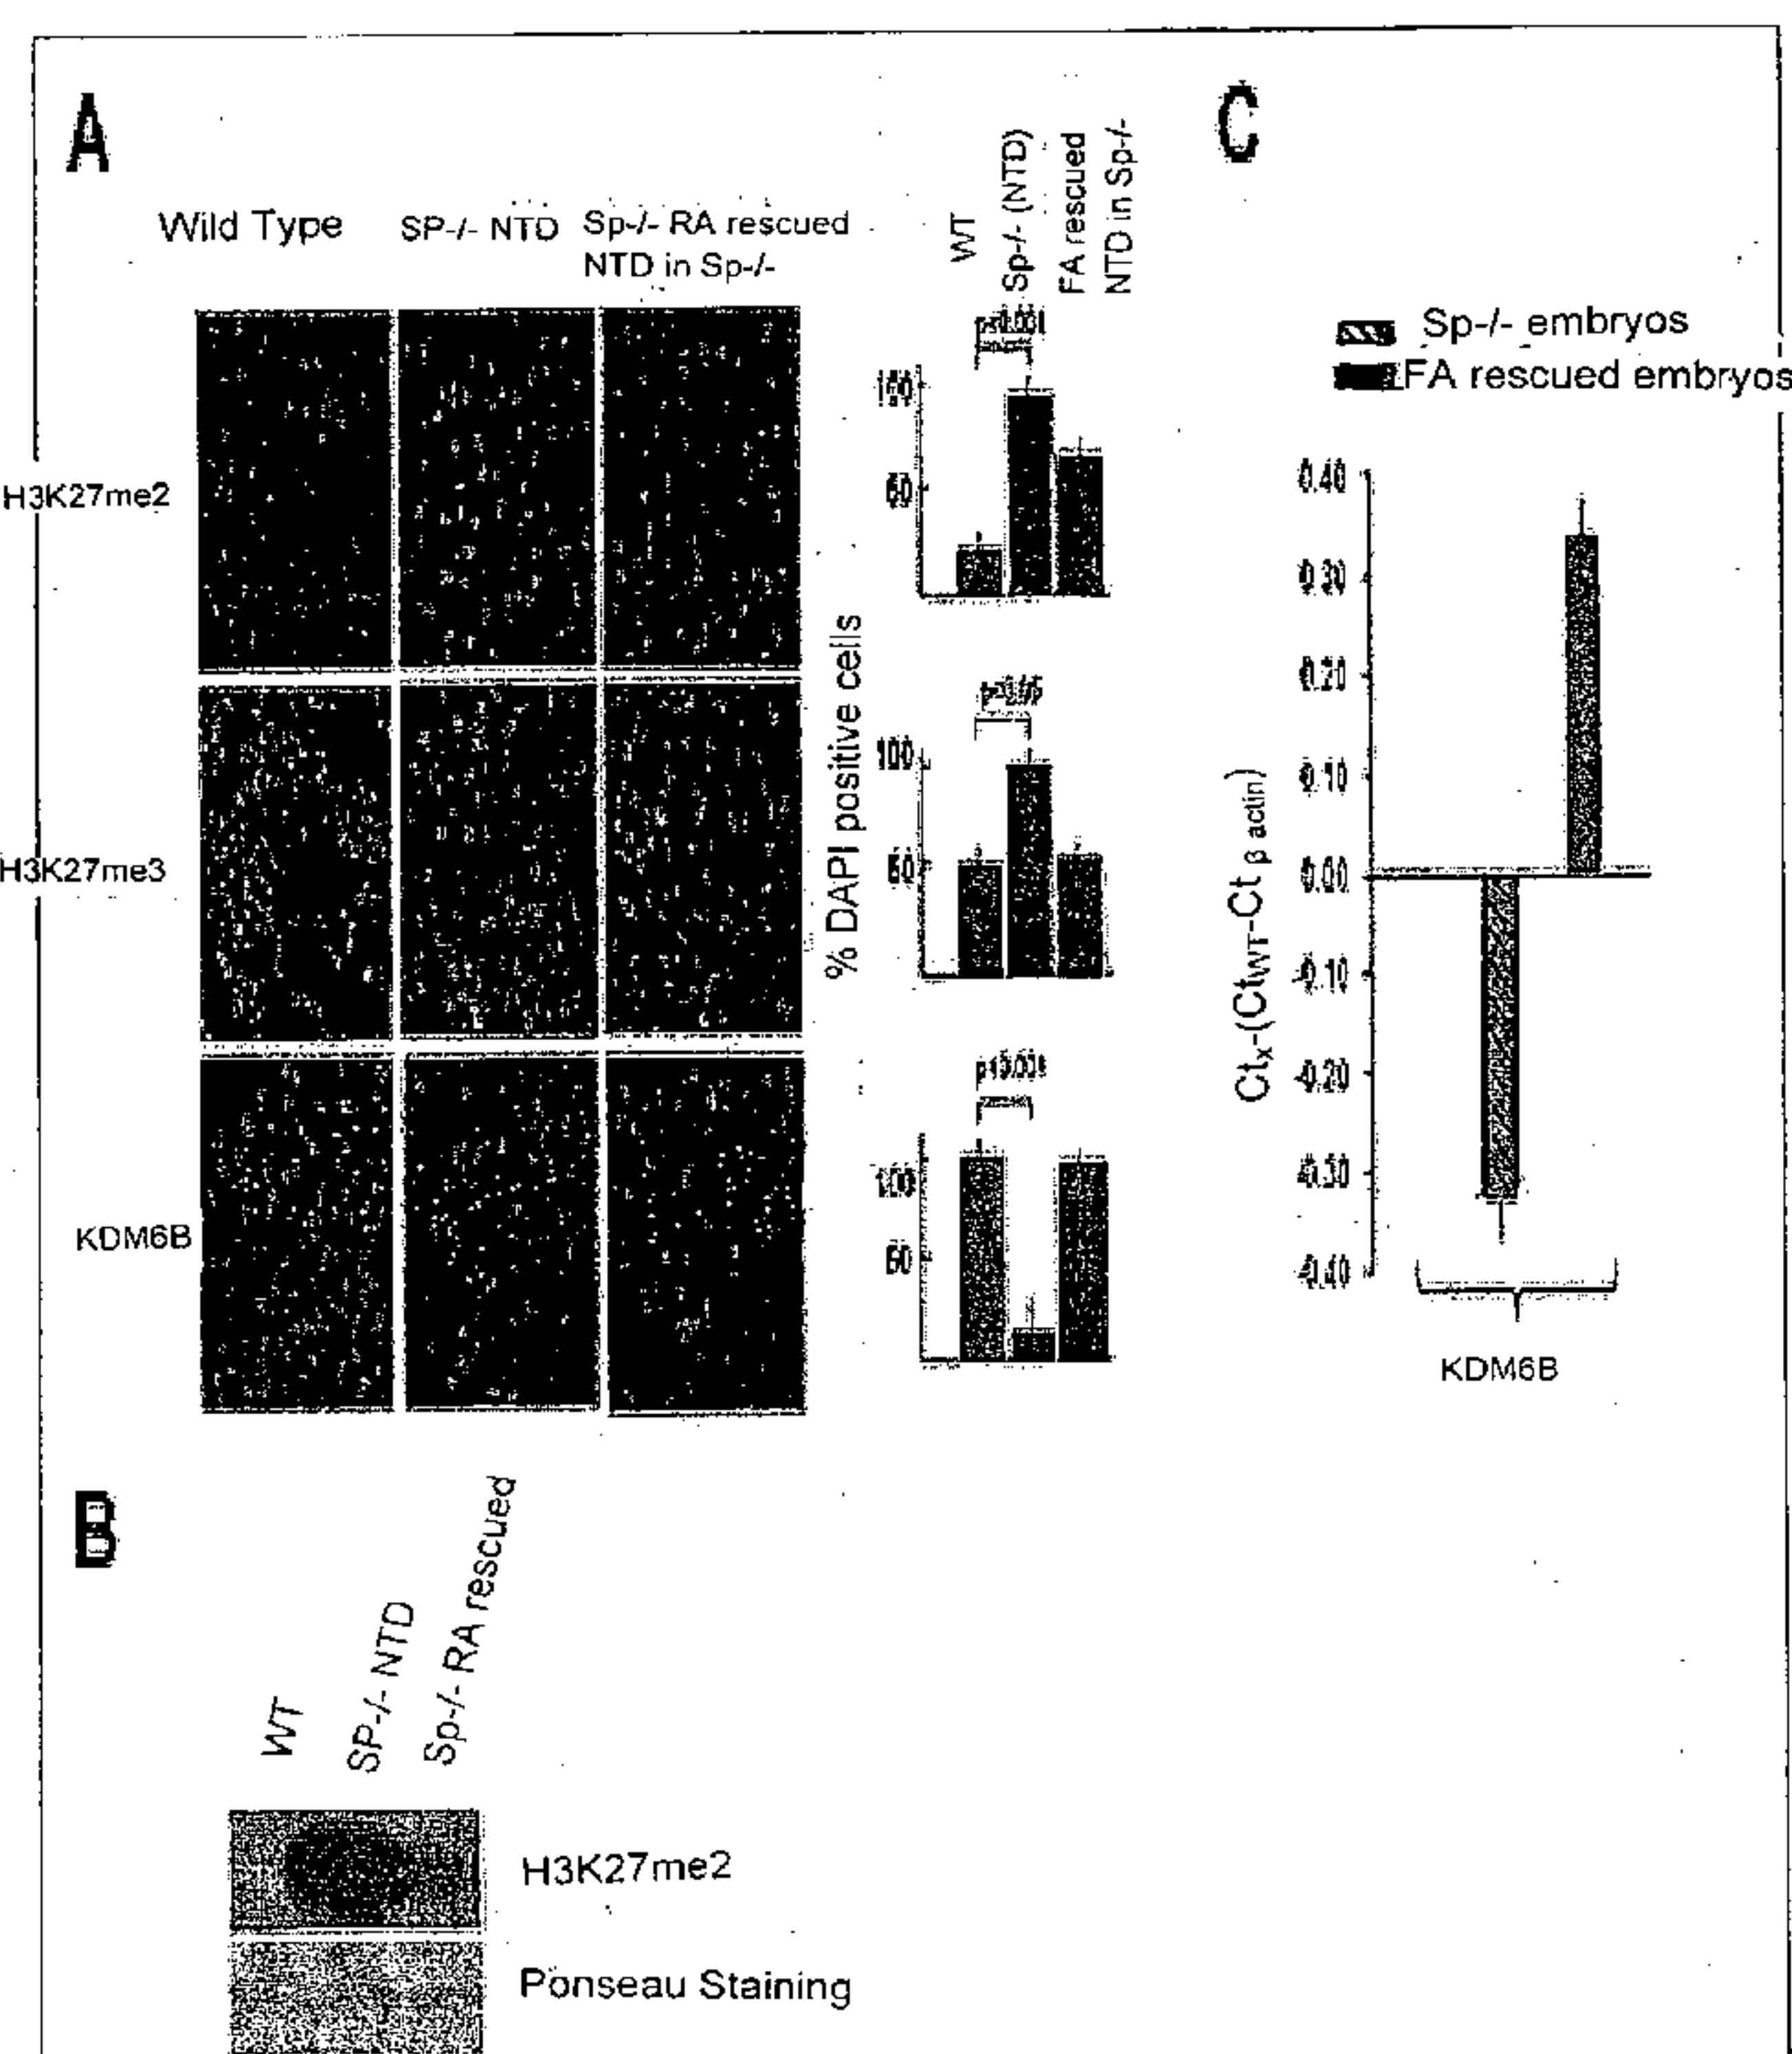 A
Wild Type
SP-/- NTD
Sp-/- RA rescued
NTD in Sp-/-
WT
Sp-/- (NTD)
FA rescued
NTD in Sp-/-
H3K27me2
H3K27me3
KDM6B
% DAPI positive cells
50
100
50
100
50
C
Sp-/- embryos
FA rescued embryos
Ctx-(CtWT-Ct β actin)
0.40
0.30
0.20
0.10
0.00
-0.10
-0.20
-0.30
-0.40
KDM6B
B
WT
SP-/- NTD
Sp-/- RA rescued
H3K27me2
Ponseau Staining